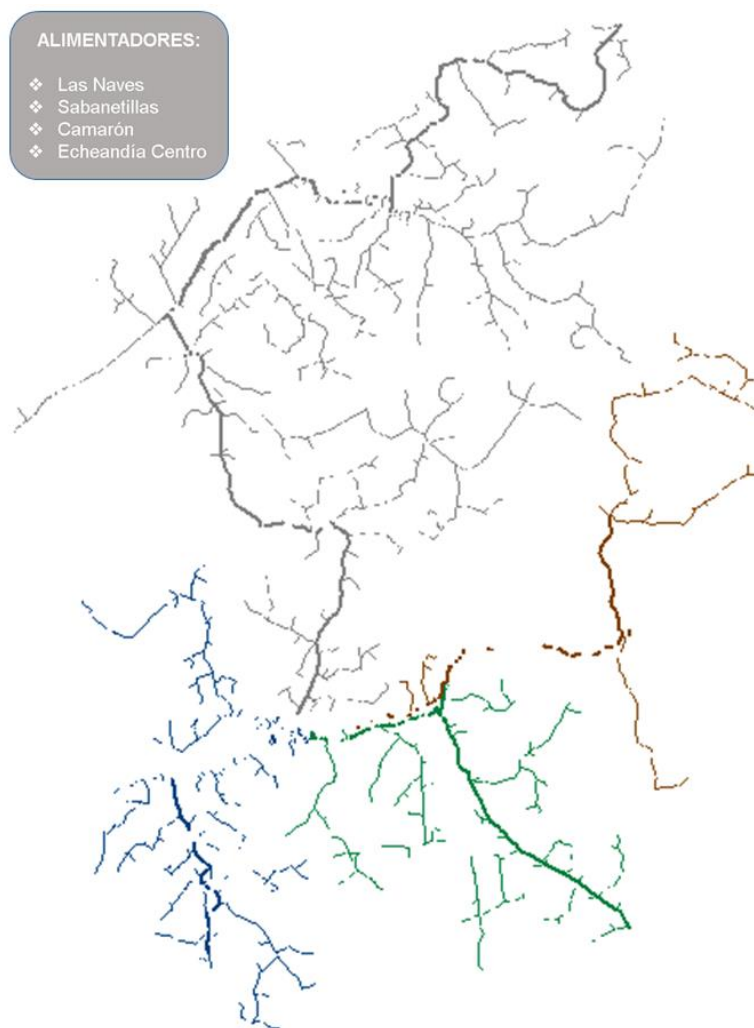 ALIMENTADORES:
❖ Las Naves
❖ Sabanetillas
❖ Camarón
❖ Echeandía Centro